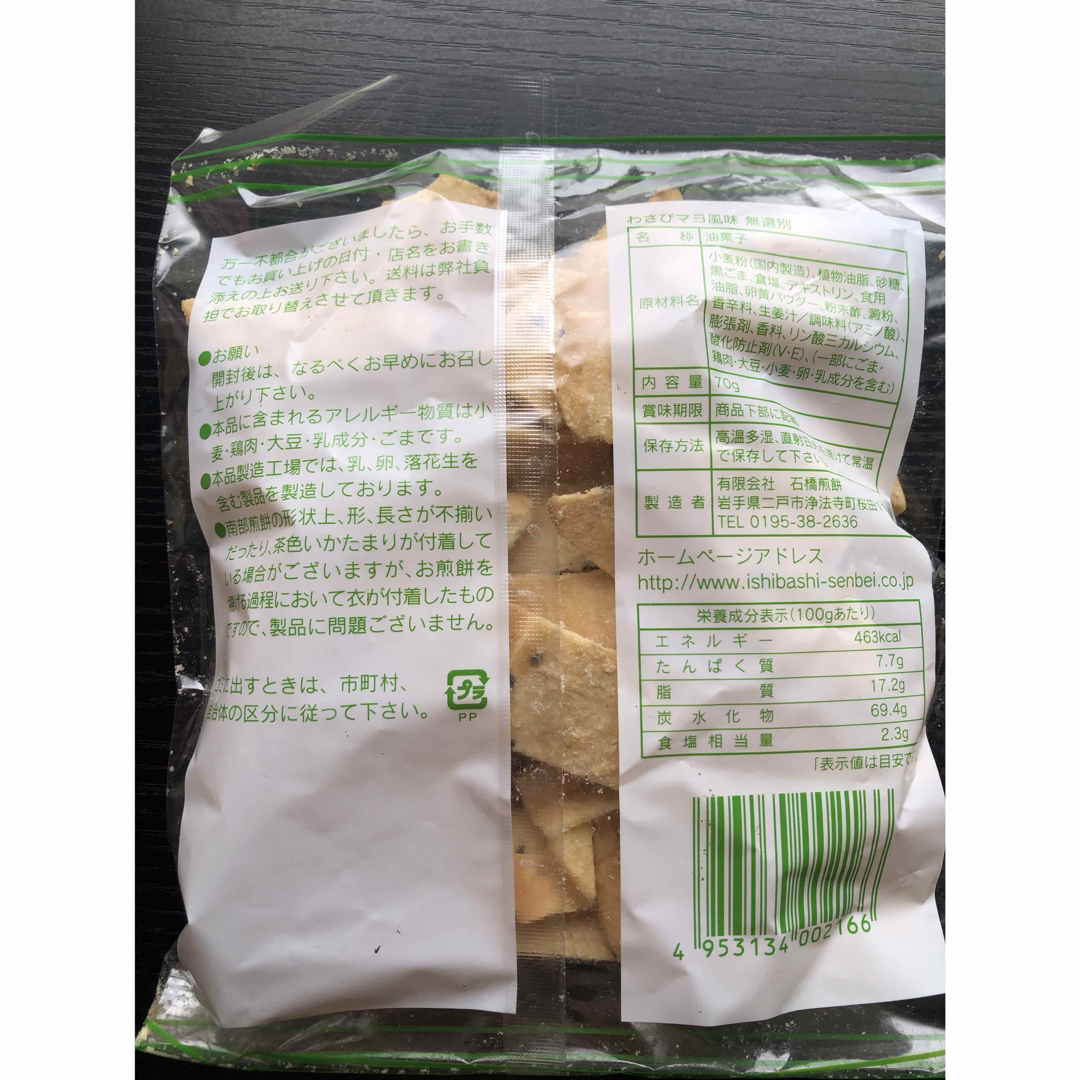 万一不都合がございましたら、お手数
でもお買い上げの日付・店名をお書き
添えの上お送り下さい。送料は弊社負
担でお取り替えさせて頂きます。
●お願い
開封後は、なるべくお早めにお召し
上がり下さい。
●本品に含まれるアレルギー物質は小
麦・鶏肉・大豆・乳成分・ごまです。
●本品製造工場では、乳、卵、落花生を
含む製品を製造しております。
●南部煎餅の形状上、形、長さが不揃い
だったり、茶色いかたまりが付着して
いる場合がございますが、お煎餅を
揚げる過程において衣が付着したもの
ですので、製品に問題ございません。
に出すときは、市町村、
自治体の区分に従って下さい。
プラ
PP
わさびマヨ風味 無選別
名称 油菓子
原材料名 小麦粉(国内製造)、植物油脂、砂糖、
黒ごま、食塩、デキストリン、食用
油脂、卵黄パウダー、粉末酢、澱粉、
香辛料、生姜汁/調味料(アミノ酸)、
膨張剤、香料、リン酸三カルシウム、
酸化防止剤(V・E)、(一部にごま・
鶏肉・大豆・小麦・卵・乳成分を含む)
内容量 70g
賞味期限 商品下部に記
保存方法 高温多湿、直射日 けて常温
で保存して下さ
製造者 有限会社 石橋煎餅
岩手県二戸市浄法寺町桜田
TEL 0195-38-2636
ホームページアドレス
http://www.ishibashi-senbei.co.jp
栄養成分表示(100gあたり)
エネルギー 463kcal
たんぱく質 7.7g
脂質 17.2g
炭水化物 69.4g
食塩相当量 2.3g
「表示値は目安で
4 953134 002166